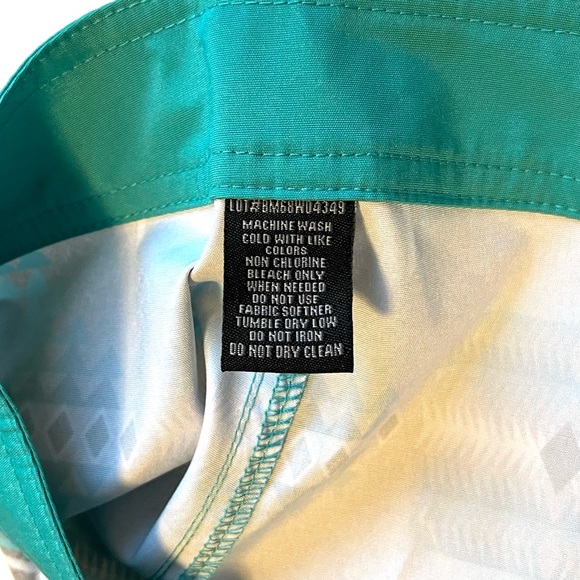 LOT#BM68W04349
MACHINE WASH
COLD WITH LIKE
COLORS
NON CHLORINE
BLEACH ONLY
WHEN NEEDED
DO NOT USE
FABRIC SOFTNER
TUMBLE DRY LOW
DO NOT IRON
DO NOT DRY CLEAN